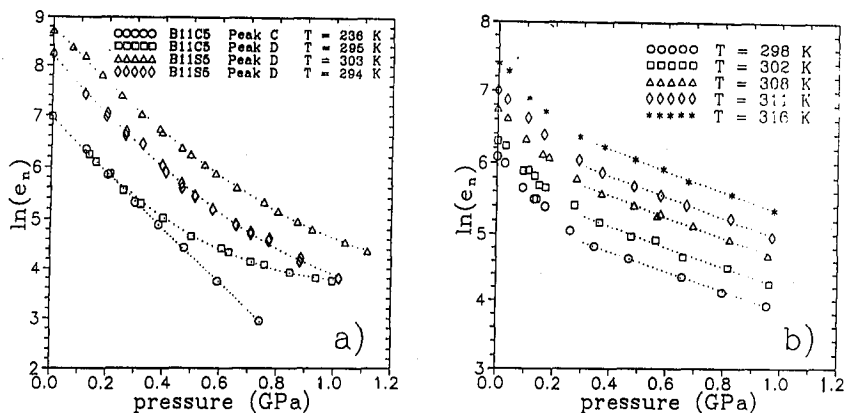 B11C5 Peak C T = 236 K
B11C5 Peak D T = 295 K
B11S5 Peak D T = 303 K
B11S5 Peak D T = 294 K
ln(eₙ)
9
8
7
6
5
4
3
2
0.0 0.2 0.4 0.6 0.8 1.0 1.2
pressure (GPa)
a)
T = 298 K
T = 302 K
T = 308 K
T = 311 K
T = 316 K
ln(eₙ)
8
7
6
5
4
3
0.0 0.2 0.4 0.6 0.8 1.0 1.2
pressure (GPa)
b)